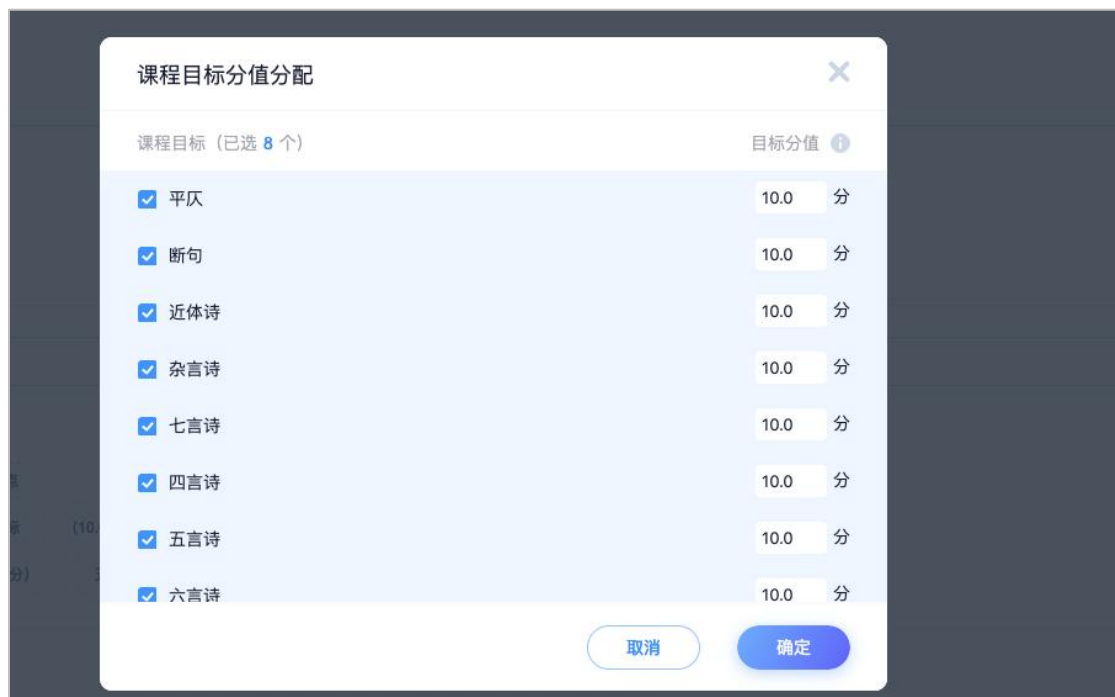 课程目标分值分配
课程目标（已选 8 个） 目标分值
平仄 10.0 分
断句 10.0 分
近体诗 10.0 分
杂言诗 10.0 分
七言诗 10.0 分
四言诗 10.0 分
(10.
五言诗 10.0 分
分)
六言诗 10.0 分
取消 确定